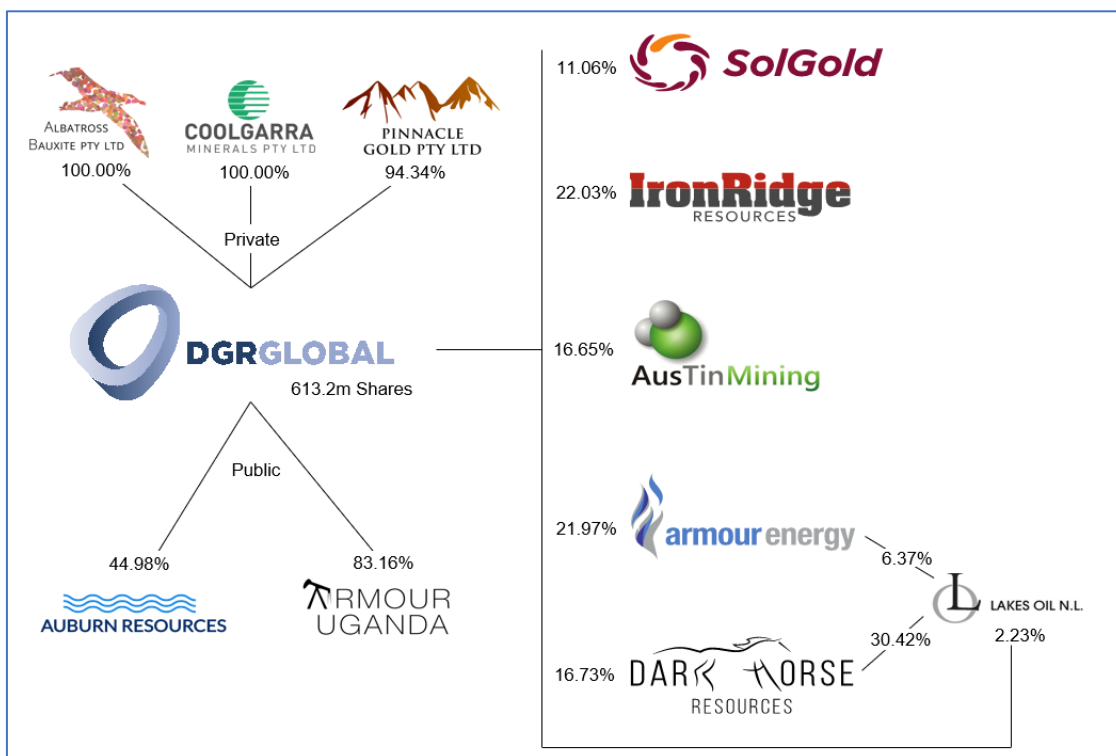 ALBATROSS
BAUXITE PTY LTD
100.00%
COOLGARRA
MINERALS PTY LTD
100.00%
PINNACLE
GOLD PTY LTD
94.34%
Private
DGRGLOBAL
613.2m Shares
Public
44.98%
AUBURN RESOURCES
83.16%
ARMOUR
UGANDA
11.06%
SolGold
22.03%
IronRidge
RESOURCES
16.65%
AusTinMining
21.97%
armourenergy
6.37%
L
LAKES OIL N.L.
30.42%
2.23%
16.73%
DARK HORSE
RESOURCES